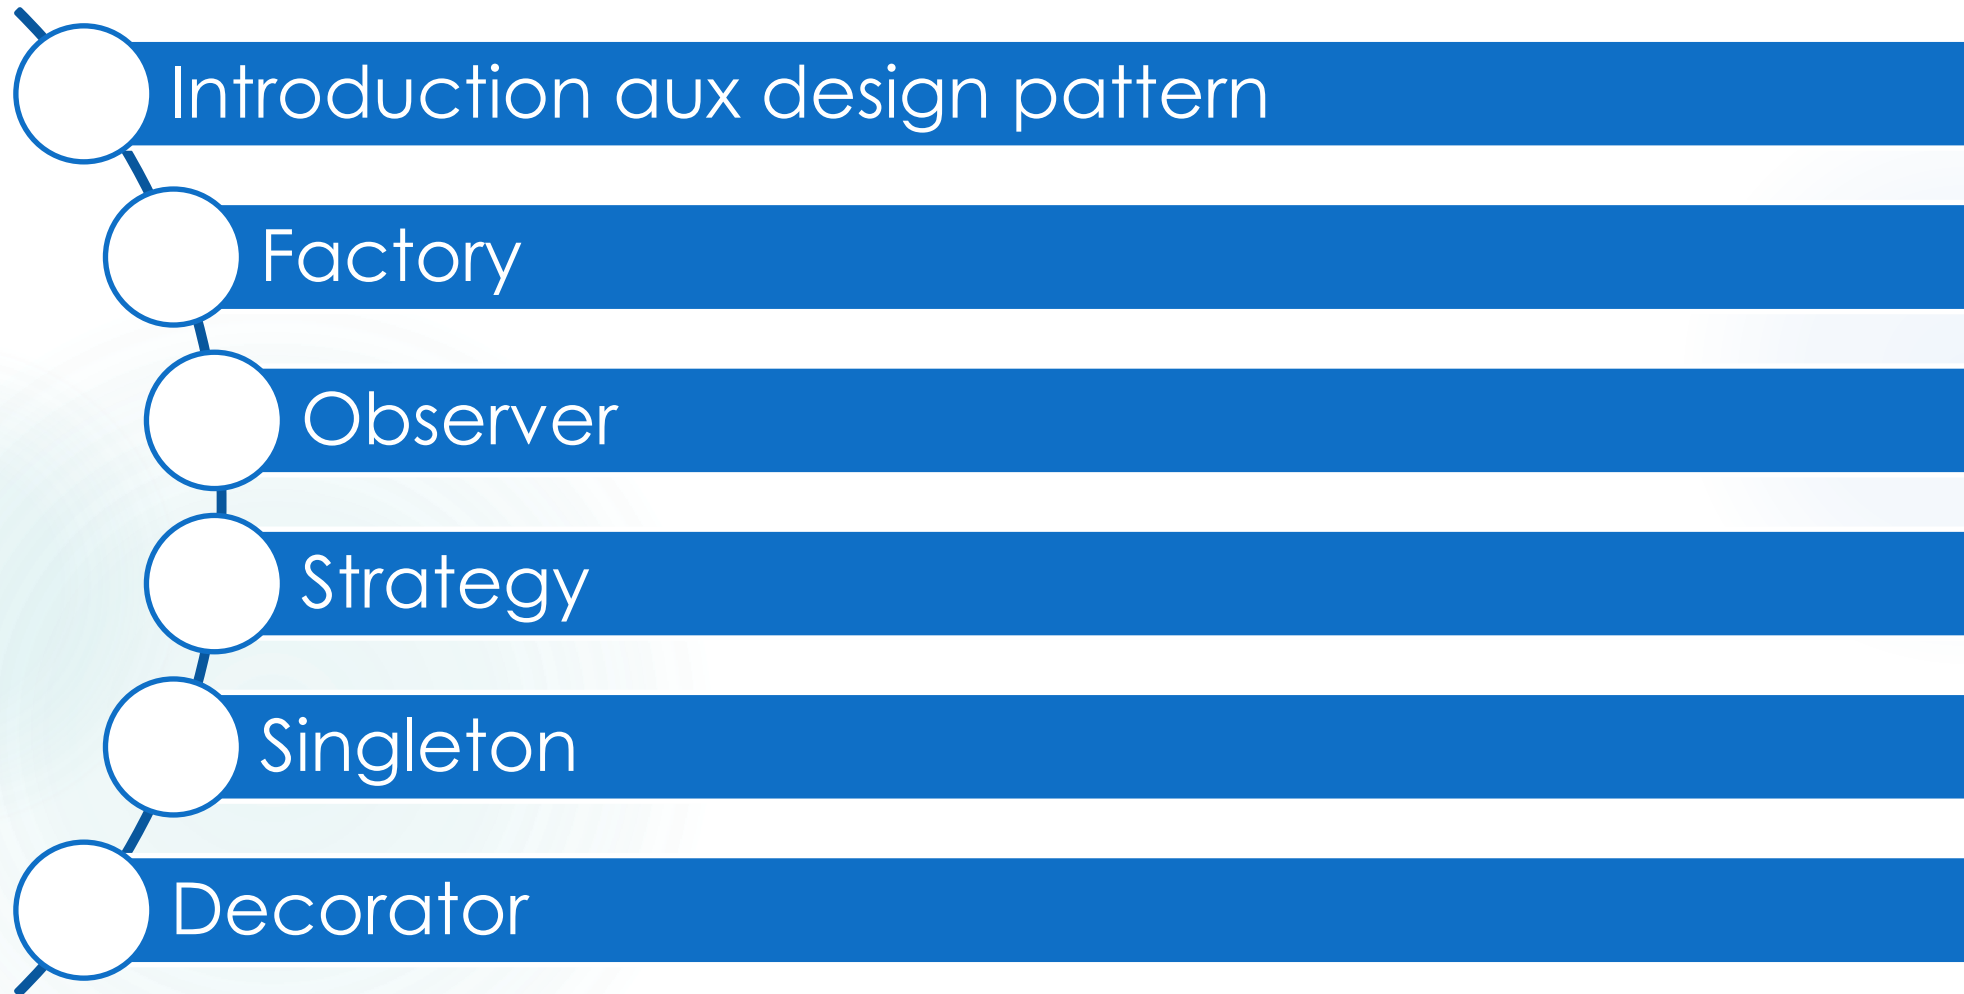 Introduction aux design pattern
Factory
Observer
Strategy
Singleton
Decorator